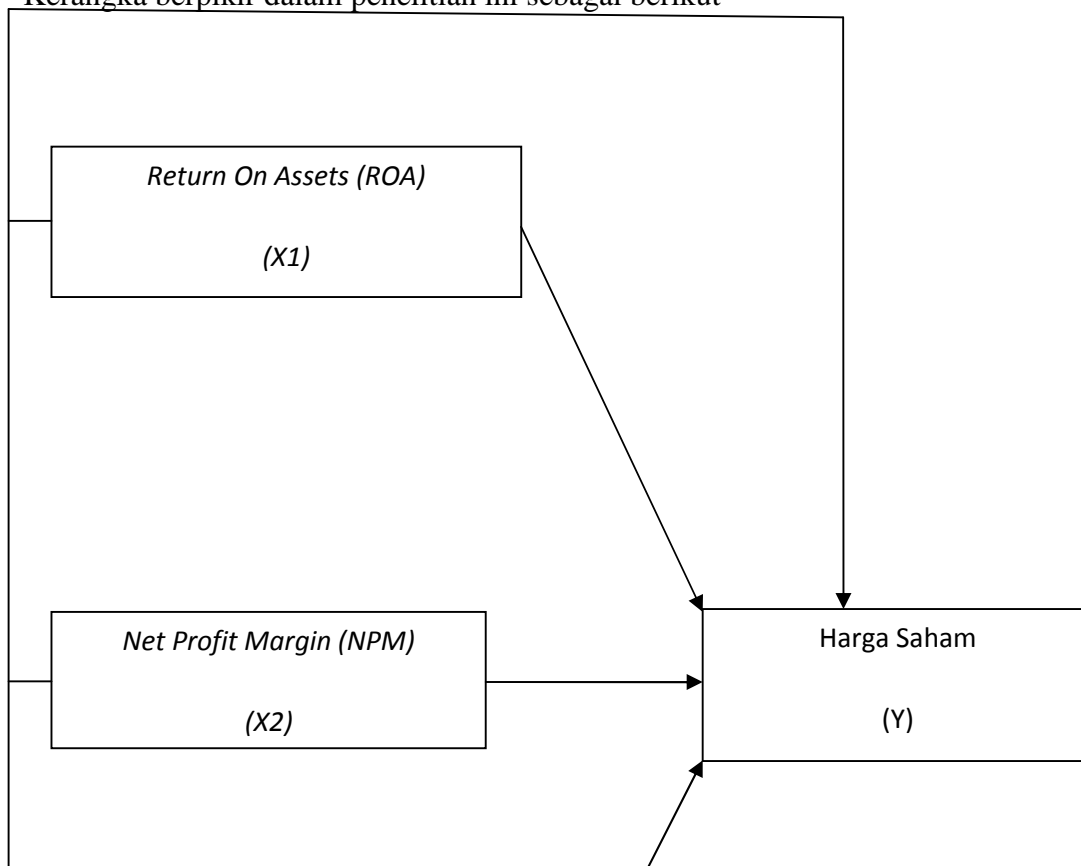 Kerangka berpikir dalam penelitian ini sebagai berikut
Return On Assets (ROA)
(X1)
Net Profit Margin (NPM)
(X2)
Harga Saham
(Y)